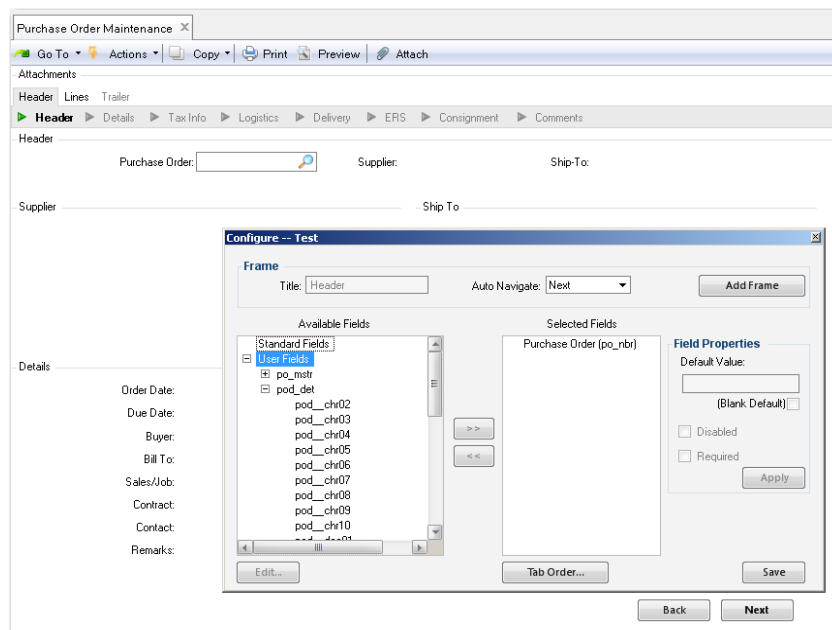 Purchase Order Maintenance
Go To Actions Copy Print Preview Attach
Attachments
Header Lines Trailer
Header Details Tax Info Logistics Delivery ERS Consignment Comments
Header
Purchase Order: Supplier: Ship-To:
Supplier Ship To
Configure -- Test
Frame
Title: Header Auto Navigate: Next Add Frame
Available Fields Selected Fields
Standard Fields
User Fields
po_mstr
pod_det
pod__chr02
pod__chr03
pod__chr04
pod__chr05
pod__chr06
pod__chr07
pod__chr08
pod__chr09
pod__chr10
>>
<<
Purchase Order (po_nbr)
Field Properties
Default Value:
(Blank Default)
Disabled
Required
Apply
Edit... Tab Order... Save
Details
Order Date:
Due Date:
Buyer:
Bill To:
Sales/Job:
Contract:
Contact:
Remarks:
Back Next